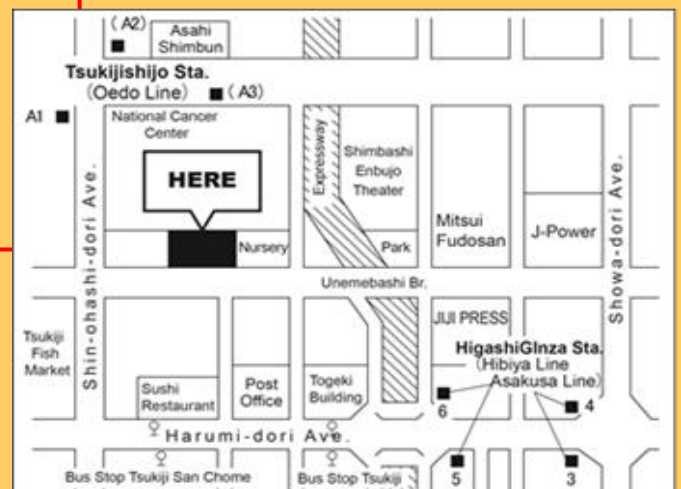 (A2)
Asahi
Shimbun
Tsukijishijo Sta.
(Oedo Line)
(A3)
A1
National Cancer
Center
HERE
Nursery
Shin-ohashi-dori Ave.
Expressway
Shimbashi
Enbujo
Theater
Park
Mitsui
Fudosan
J-Power
Showa-dori Ave.
Unemebashi Br.
Tsukiji
Fish
Market
JIJI PRESS
HigashiGInza Sta.
(Hibiya Line
Asakusa Line)
Sushi
Restaurant
Post
Office
Togeki
Building
6
4
Harumi-dori Ave.
Bus Stop Tsukiji San Chome
Bus Stop Tsukiji
5
3